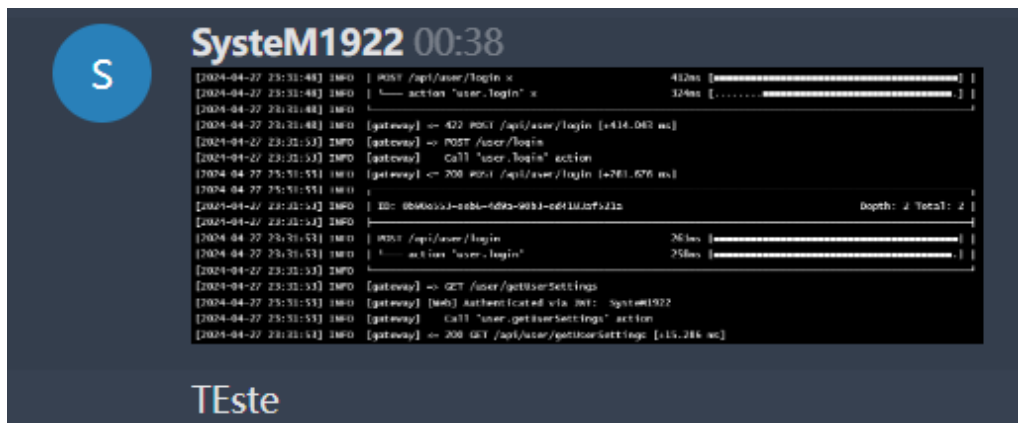 S
SysteM1922 00:38
[2024-04-27 23:31:48] INFO | POST /api/user/login × 432ms [] |
[2024-04-27 23:31:48] INFO | └── action "user.login" × 324ms [.........] |
[2024-04-27 23:31:48] INFO
[2024-04-27 23:31:48] INFO [gateway] <= 422 POST /api/user/login [+434.043 ms]
[2024-04-27 23:31:53] INFO [gateway] => POST /user/login
[2024-04-27 23:31:53] INFO [gateway] Call "user.login" action
[2024-04-27 23:31:53] INFO [gateway] <= 200 POST /api/user/login [+261.676 ms]
[2024-04-27 23:31:53] INFO
[2024-04-27 23:31:53] INFO | ID: Depth: 2 Total: 2 |
[2024-04-27 23:31:53] INFO
[2024-04-27 23:31:53] INFO | POST /api/user/login 261ms [] |
[2024-04-27 23:31:53] INFO | └── action "user.login" 258ms [.] |
[2024-04-27 23:31:53] INFO
[2024-04-27 23:31:53] INFO [gateway] => GET /user/getUserSettings
[2024-04-27 23:31:53] INFO [gateway] [Web] Authenticated via JWT: SysteM1922
[2024-04-27 23:31:53] INFO [gateway] Call "user.getUserSettings" action
[2024-04-27 23:31:53] INFO [gateway] <= 200 GET /api/user/getUserSettings [+15.286 ms]
TEste